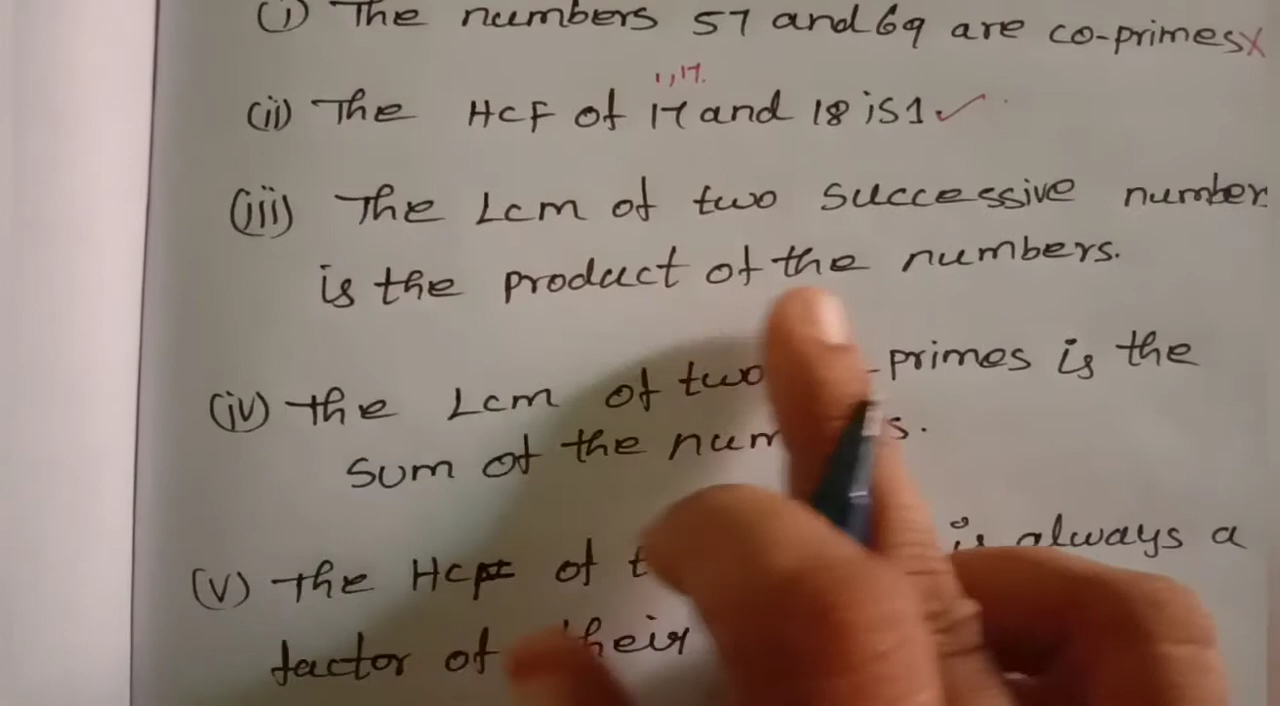 (i) The numbers 57 and 69 are co-primes X
1, 17.
(ii) The HCF of 17 and 18 is 1 ✓
(iii) The Lcm of two successive number
is the product of the numbers.
(iv) the Lcm of two -primes is the
sum of the num s.
(v) The HCF of is always a
factor of their